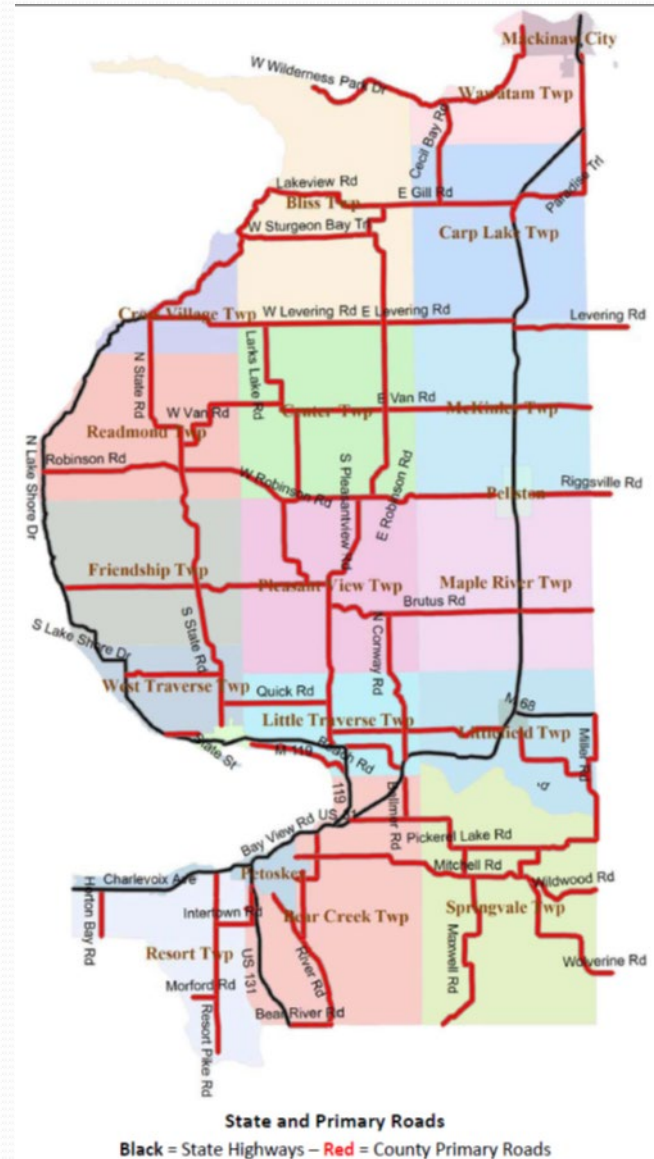 Mackinaw City
W Wilderness Park Dr
Wawatam Twp
Cecil Bay Rd
Paradise Trl
Lakeview Rd
E Gill Rd
Bliss Twp
W Sturgeon Bay Trl
Carp Lake Twp
Cross Village Twp
W Levering Rd
E Levering Rd
Levering Rd
N State Rd
Larks Lake Rd
W Van Rd
E Van Rd
Center Twp
McKinley Twp
Readmond Twp
N Lake Shore Dr
Robinson Rd
W Robinson Rd
S Pleasantview Rd
E Robinson Rd
Riggsville Rd
Pellston
Friendship Twp
Pleasant View Twp
Maple River Twp
Brutus Rd
S State Rd
N Conway Rd
S Lake Shore Dr
West Traverse Twp
Quick Rd
Little Traverse Twp
M 68
Littlefield Twp
Miller Rd
State St
M 119
Beach Rd
119
US 31
Bay View Rd
Pickerel Lake Rd
Mitchell Rd
Charlevoix Ave
Petoskey
Wildwood Rd
Horton Bay Rd
Intertown Rd
Bear Creek Twp
Springvale Twp
Resort Twp
US 131
River Rd
Maxwell Rd
Wolverine Rd
Morford Rd
Resort Pike Rd
Bear River Rd
State and Primary Roads
Black = State Highways – Red = County Primary Roads